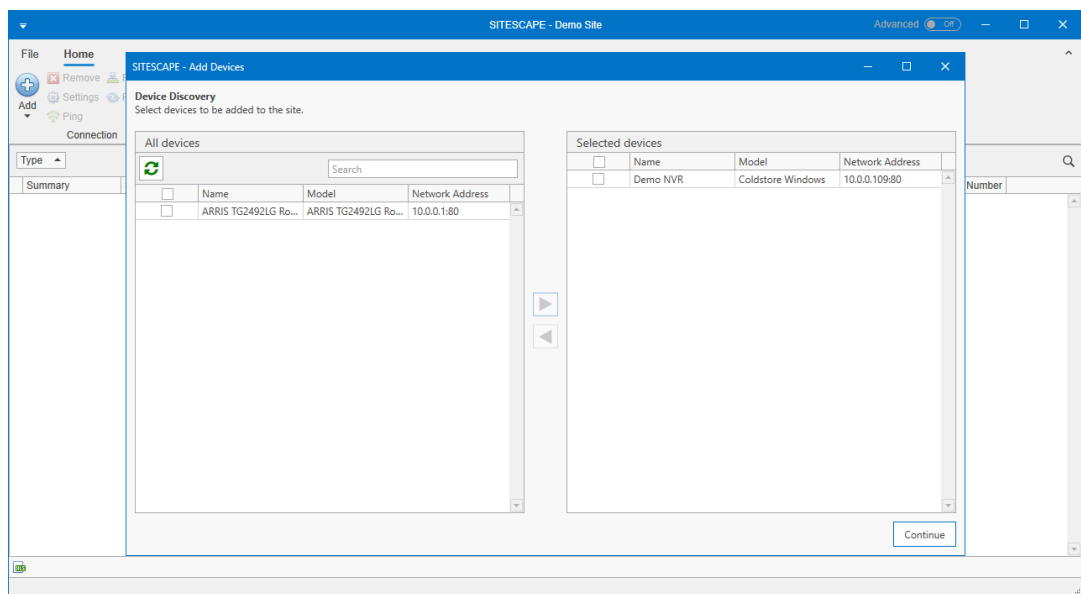 SITESCAPE - Demo Site
Advanced Off
File Home
Remove
Add Settings
Ping
Connection
Type
Summary
Number
SITESCAPE - Add Devices
Device Discovery
Select devices to be added to the site.
All devices
Search
Name Model Network Address
ARRIS TG2492LG Ro... ARRIS TG2492LG Ro... 10.0.0.1:80
Selected devices
Name Model Network Address
Demo NVR Coldstore Windows 10.0.0.109:80
Continue